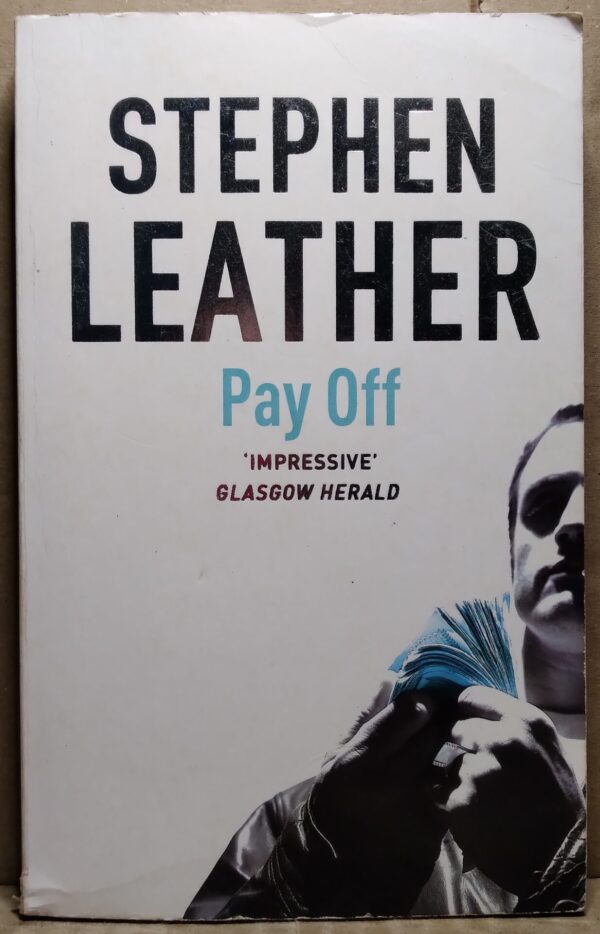 STEPHEN
LEATHER
Pay Off
‘IMPRESSIVE’
GLASGOW HERALD